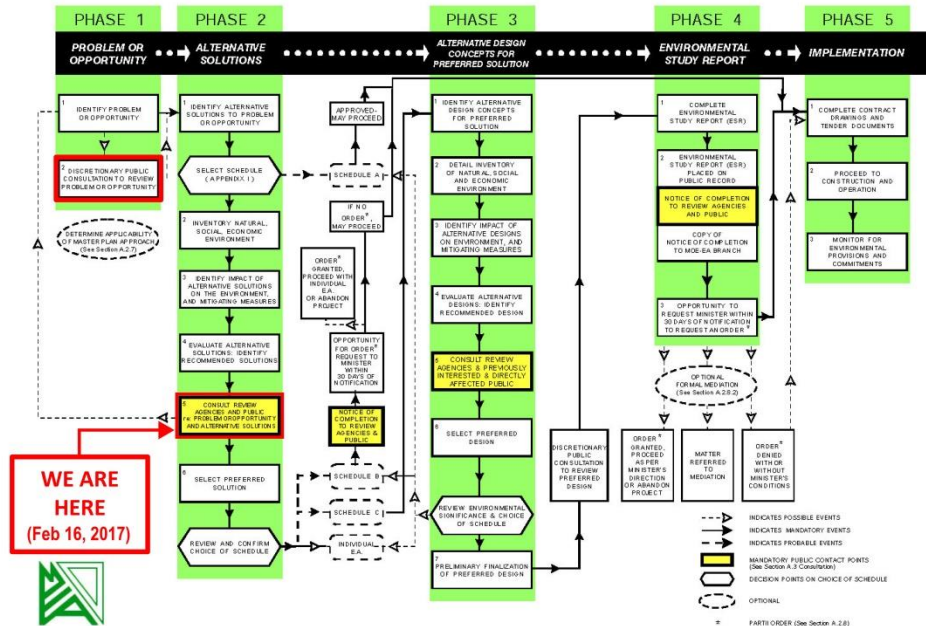 PHASE 1
PHASE 2
PHASE 3
PHASE 4
PHASE 5
PROBLEM OR
OPPORTUNITY
ALTERNATIVE
SOLUTIONS
ALTERNATIVE DESIGN
CONCEPTS FOR
PREFERRED SOLUTION
ENVIRONMENTAL
STUDY REPORT
IMPLEMENTATION
1
IDENTIFY PROBLEM
OR OPPORTUNITY
2
DISCRETIONARY PUBLIC
CONSULTATION TO REVIEW
PROBLEM OR OPPORTUNITY
DETERMINE APPLICABILITY
OF MASTER PLAN APPROACH
(See Section A.2.7)
WE ARE
HERE
(Feb 16, 2017)
1
IDENTIFY ALTERNATIVE
SOLUTIONS TO PROBLEM
OR OPPORTUNITY
SELECT SCHEDULE
(APPENDIX I)
2
INVENTORY NATURAL,
SOCIAL, ECONOMIC
ENVIRONMENT
3
IDENTIFY IMPACT OF
ALTERNATIVE SOLUTIONS
ON THE ENVIRONMENT,
AND MITIGATING MEASURES
4
EVALUATE ALTERNATIVE
SOLUTIONS: IDENTIFY
RECOMMENDED SOLUTIONS
5
CONSULT REVIEW
AGENCIES AND PUBLIC
re: PROBLEM OR OPPORTUNITY
AND ALTERNATIVE SOLUTIONS
6
SELECT PREFERRED
SOLUTION
REVIEW AND CONFIRM
CHOICE OF SCHEDULE
APPROVED-
MAY PROCEED
SCHEDULE A
IF NO
ORDER*,
MAY PROCEED
ORDER*
GRANTED,
PROCEED WITH
INDIVIDUAL
E.A.
OR ABANDON
PROJECT
OPPORTUNITY
FOR ORDER*
REQUEST TO
MINISTER
WITHIN
30 DAYS OF
NOTIFICATION
NOTICE OF
COMPLETION
TO REVIEW
AGENCIES &
PUBLIC
SCHEDULE B
SCHEDULE C
INDIVIDUAL
E.A.
1
IDENTIFY ALTERNATIVE
DESIGN CONCEPTS
FOR PREFERRED
SOLUTION
2
DETAIL INVENTORY
OF NATURAL, SOCIAL
AND ECONOMIC
ENVIRONMENT
3
IDENTIFY IMPACT OF
ALTERNATIVE DESIGNS
ON ENVIRONMENT, AND
MITIGATING MEASURES
4
EVALUATE ALTERNATIVE
DESIGNS: IDENTIFY
RECOMMENDED DESIGN
5
CONSULT REVIEW
AGENCIES & PREVIOUSLY
INTERESTED & DIRECTLY
AFFECTED PUBLIC
6
SELECT PREFERRED
DESIGN
REVIEW ENVIRONMENTAL
SIGNIFICANCE & CHOICE
OF SCHEDULE
7
PRELIMINARY FINALIZATION
OF PREFERRED DESIGN
DISCRETIONARY
PUBLIC
CONSULTATION
TO REVIEW
PREFERRED
DESIGN
1
COMPLETE
ENVIRONMENTAL
STUDY REPORT (ESR)
2
ENVIRONMENTAL
STUDY REPORT (ESR)
PLACED ON
PUBLIC RECORD
NOTICE OF COMPLETION
TO REVIEW AGENCIES
AND PUBLIC
COPY OF
NOTICE OF COMPLETION
TO MOE-EA BRANCH
3
OPPORTUNITY TO
REQUEST MINISTER WITHIN
30 DAYS OF NOTIFICATION
TO REQUEST AN ORDER*
OPTIONAL
FORMAL MEDIATION
(See Section A.2.8.2)
ORDER*
GRANTED,
PROCEED AS PER
MINISTER'S
DIRECTION
OR ABANDON
PROJECT
MATTER
REFERRED
TO
MEDIATION
ORDER*
DENIED WITH
OR WITHOUT
MINISTER'S
CONDITIONS
1
COMPLETE CONTRACT
DRAWINGS AND
TENDER DOCUMENTS
2
PROCEED TO
CONSTRUCTION AND
OPERATION
3
MONITOR FOR
ENVIRONMENTAL
PROVISIONS AND
COMMITMENTS
INDICATES POSSIBLE EVENTS
INDICATES MANDATORY EVENTS
INDICATES PROBABLE EVENTS
MANDATORY PUBLIC CONTACT POINTS
(See Section A.3 Consultation)
DECISION POINTS ON CHOICE OF SCHEDULE
OPTIONAL
* PART II ORDER (See Section A.2.8)
MEA